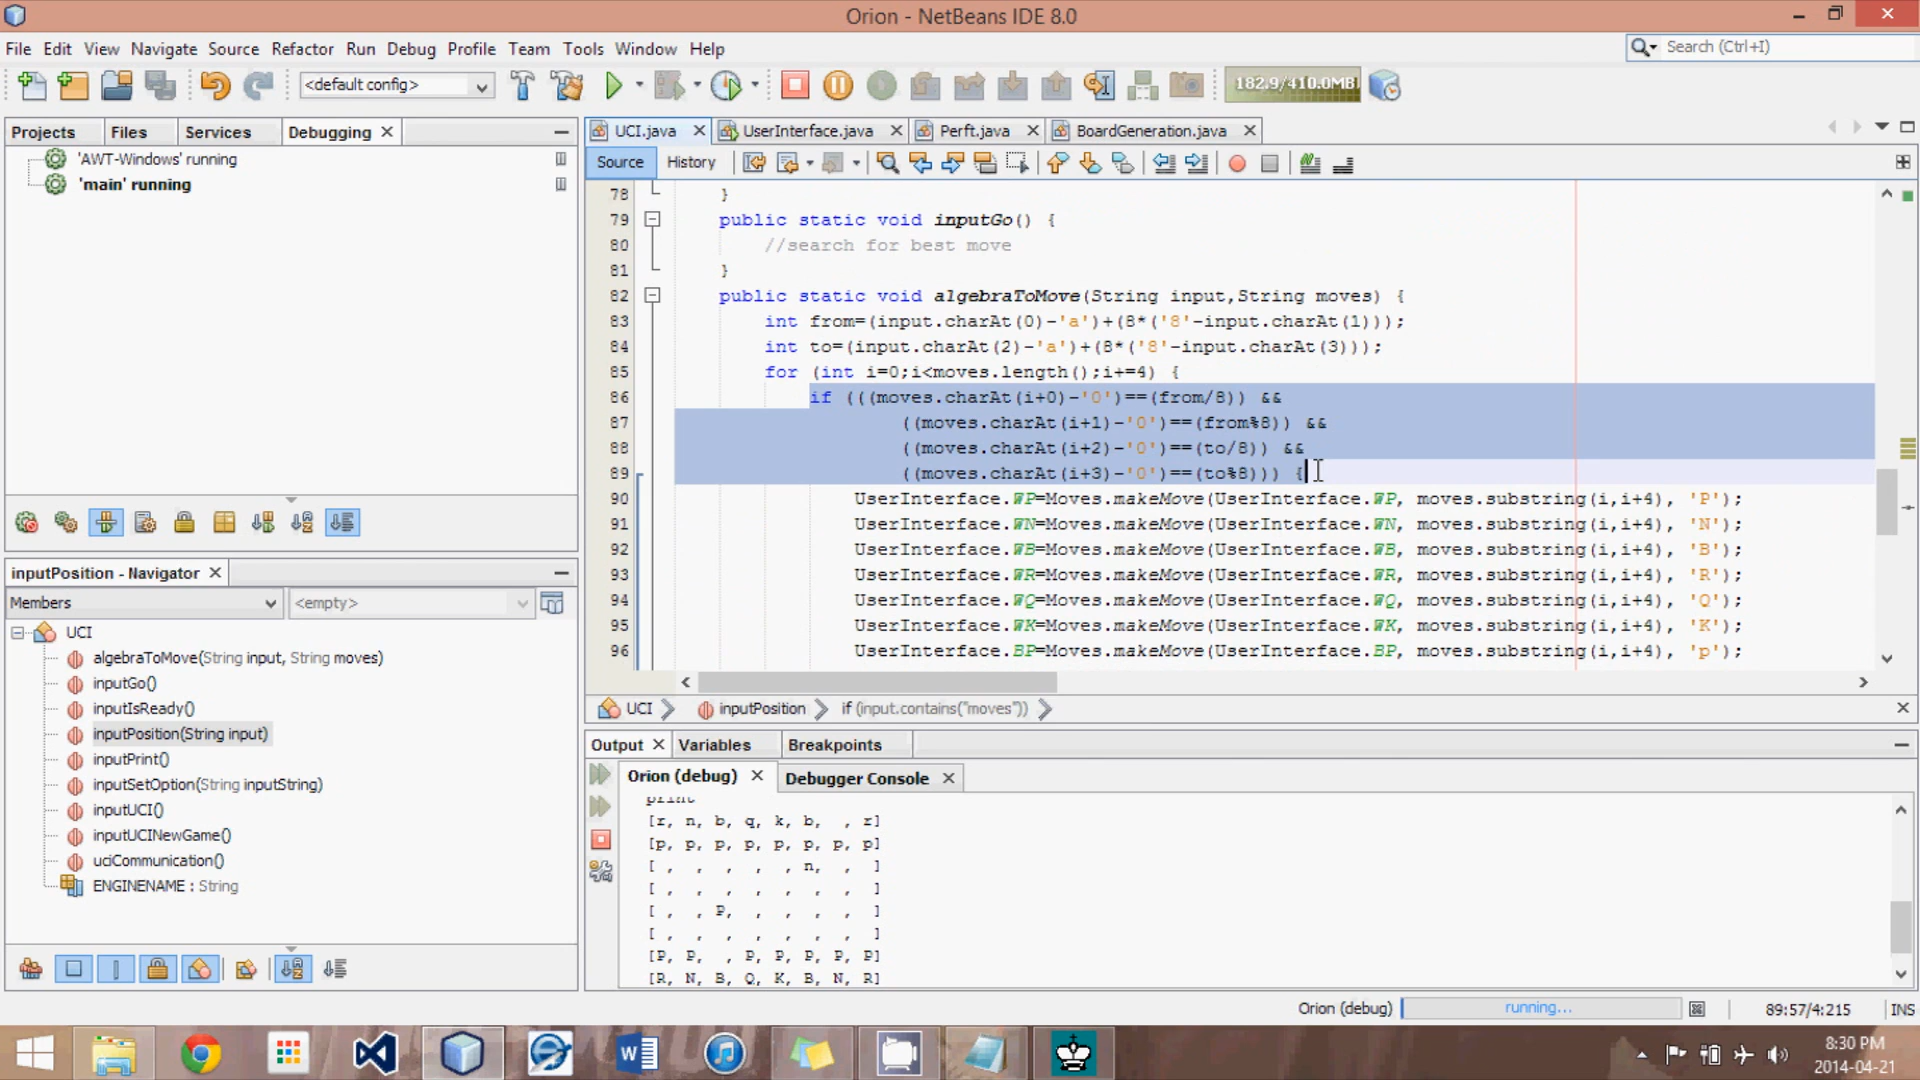 Orion - NetBeans IDE 8.0
File Edit View Navigate Source Refactor Run Debug Profile Team Tools Window Help
Search (Ctrl+I)
<default config>
182.9/410.0MB
Projects Files Services Debugging
'AWT-Windows' running
'main' running
UCI.java UserInterface.java Perft.java BoardGeneration.java
Source History
78 }
79 public static void inputGo() {
80 //search for best move
81 }
82 public static void algebraToMove(String input,String moves) {
83 int from=(input.charAt(0)-'a')+(8*('8'-input.charAt(1)));
84 int to=(input.charAt(2)-'a')+(8*('8'-input.charAt(3)));
85 for (int i=0;i<moves.length();i+=4) {
86 if (((moves.charAt(i+0)-'0')==(from/8)) &&
87 ((moves.charAt(i+1)-'0')==(from%8)) &&
88 ((moves.charAt(i+2)-'0')==(to/8)) &&
89 ((moves.charAt(i+3)-'0')==(to%8))) {
90 UserInterface.WP=Moves.makeMove(UserInterface.WP, moves.substring(i,i+4), 'P');
91 UserInterface.WN=Moves.makeMove(UserInterface.WN, moves.substring(i,i+4), 'N');
92 UserInterface.WB=Moves.makeMove(UserInterface.WB, moves.substring(i,i+4), 'B');
93 UserInterface.WR=Moves.makeMove(UserInterface.WR, moves.substring(i,i+4), 'R');
94 UserInterface.WQ=Moves.makeMove(UserInterface.WQ, moves.substring(i,i+4), 'Q');
95 UserInterface.WK=Moves.makeMove(UserInterface.WK, moves.substring(i,i+4), 'K');
96 UserInterface.BP=Moves.makeMove(UserInterface.BP, moves.substring(i,i+4), 'p');
inputPosition - Navigator
Members
<empty>
UCI
algebraToMove(String input, String moves)
inputGo()
inputIsReady()
inputPosition(String input)
inputPrint()
inputSetOption(String inputString)
inputUCI()
inputUCINewGame()
uciCommunication()
ENGINENAME : String
UCI inputPosition if (input.contains("moves"))
Output Variables Breakpoints
Orion (debug) Debugger Console
print
[r, n, b, q, k, b, , r]
[p, p, p, p, p, p, p, p]
[ , , , , , n, , ]
[ , , , , , , , ]
[ , , P, , , , , ]
[ , , , , , , , ]
[P, P, , P, P, P, P, P]
[R, N, B, Q, K, B, N, R]
Orion (debug) running... 89:57/4:215 INS
8:30 PM
2014-04-21